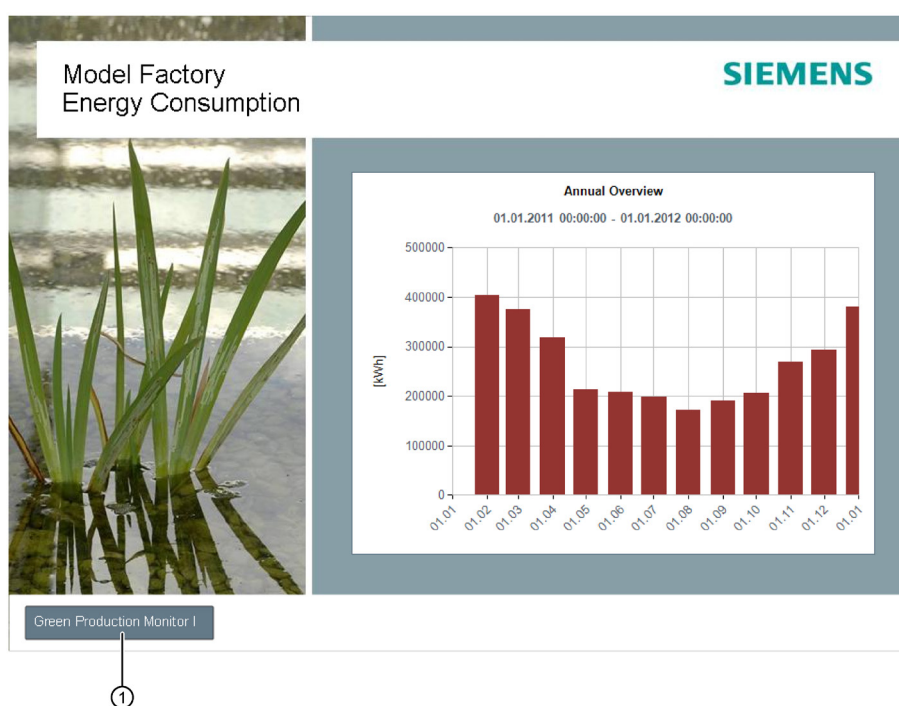 Model Factory
Energy Consumption
SIEMENS
Annual Overview
01.01.2011 00:00:00 - 01.01.2012 00:00:00
500000
400000
300000
200000
100000
0
[kWh]
01.01 01.02 01.03 01.04 01.05 01.06 01.07 01.08 01.09 01.10 01.11 01.12 01.01
Green Production Monitor I
1